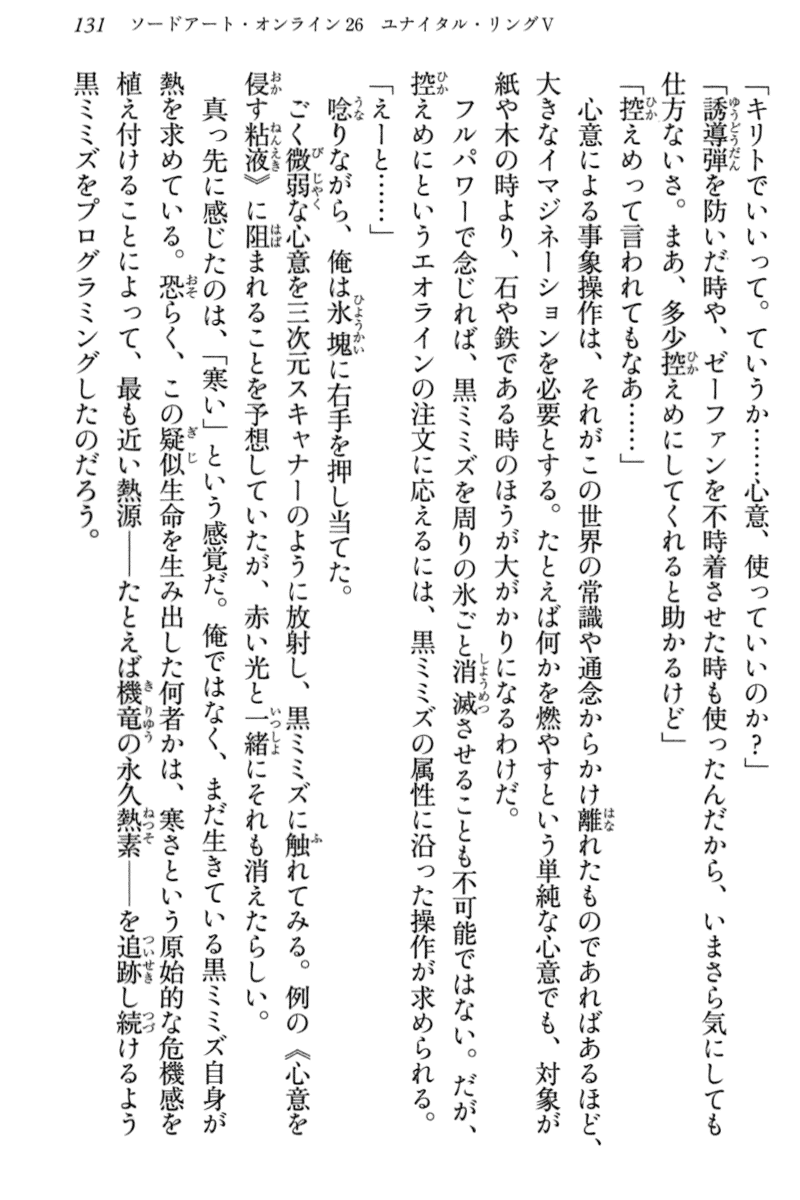 131 ソードアート・オンライン26 ユナイタル・リングⅤ
「キリトでいいって。ていうか……心意、使っていいのか？」
「誘導弾を防いだ時や、ゼーファンを不時着させた時も使ったんだから、いまさら気にしても
仕方ないさ。まあ、多少控えめにしてくれると助かるけど」
「控えめって言われてもなあ……」
心意による事象操作は、それがこの世界の常識や通念からかけ離れたものであればあるほど、
大きなイマジネーションを必要とする。たとえば何かを燃やすという単純な心意でも、対象が
紙や木の時より、石や鉄である時のほうが大がかりになるわけだ。
フルパワーで念じれば、黒ミミズを周りの氷ごと消滅させることも不可能ではない。だが、
控えめにというエオラインの注文に応えるには、黒ミミズの属性に沿った操作が求められる。
「えーと……」
唸りながら、俺は氷塊に右手を押し当てた。
ごく微弱な心意を三次元スキャナーのように放射し、黒ミミズに触れてみる。例の《心意を
侵す粘液》に阻まれることを予想していたが、赤い光と一緒にそれも消えたらしい。
真っ先に感じたのは、「寒い」という感覚だ。俺ではなく、まだ生きている黒ミミズ自身が
熱を求めている。恐らく、この疑似生命を生み出した何者かは、寒さという原始的な危機感を
植え付けることによって、最も近い熱源――たとえば機竜の永久熱素――を追跡し続けるよう
黒ミミズをプログラミングしたのだろう。